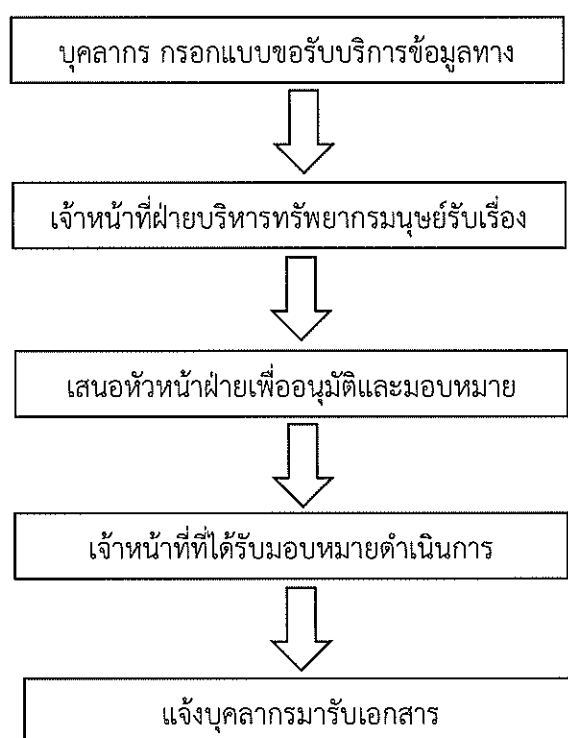 บุคลากร กรอกแบบขอรับบริการข้อมูลทาง
เจ้าหน้าที่ฝ่ายบริหารทรัพยากรมนุษย์รับเรื่อง
เสนอหัวหน้าฝ่ายเพื่ออนุมัติและมอบหมาย
เจ้าหน้าที่ที่ได้รับมอบหมายดำเนินการ
แจ้งบุคลากรมารับเอกสาร